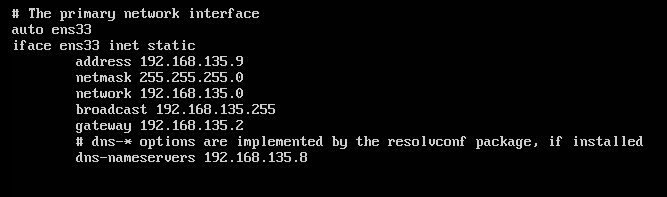 # The primary network interface
auto ens33
iface ens33 inet static
address 192.168.135.9
netmask 255.255.255.0
network 192.168.135.0
broadcast 192.168.135.255
gateway 192.168.135.2
# dns-* options are implemented by the resolvconf package, if installed
dns-nameservers 192.168.135.8